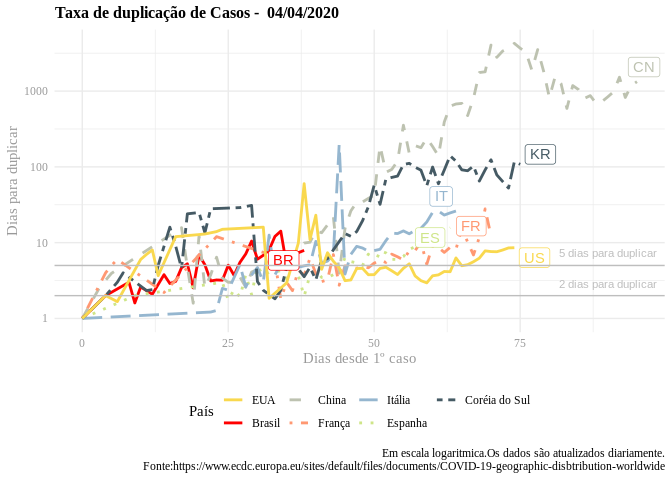 Taxa de duplicação de Casos -  04/04/2020
Dias para duplicar
1000
100
10
1
CN
KR
IT
FR
ES
US
BR
5 dias para duplicar
2 dias para duplicar
0
25
50
75
Dias desde 1º caso
País
EUA
China
Itália
Coréia do Sul
Brasil
França
Espanha
Em escala logaritmica.Os dados são atualizados diariamente.
Fonte:https://www.ecdc.europa.eu/sites/default/files/documents/COVID-19-geographic-disbtribution-worldwide